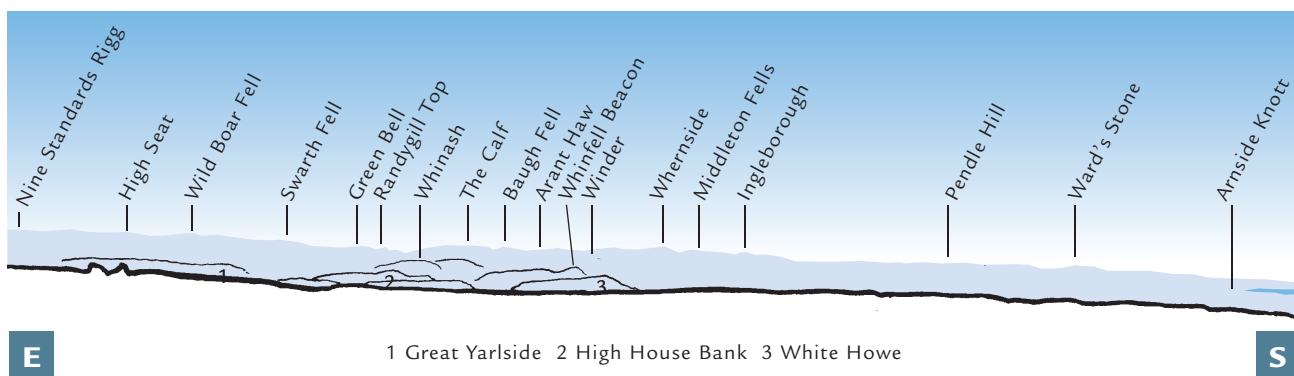 Nine Standards Rigg
High Seat
Wild Boar Fell
Swarth Fell
Green Bell
Randygill Top
Whinash
The Calf
Baugh Fell
Arant Haw
Whinfell Beacon
Winder
Whernside
Middleton Fells
Ingleborough
Pendle Hill
Ward's Stone
Arnside Knott
1
2
3
E
1 Great Yarlside 2 High House Bank 3 White Howe
S